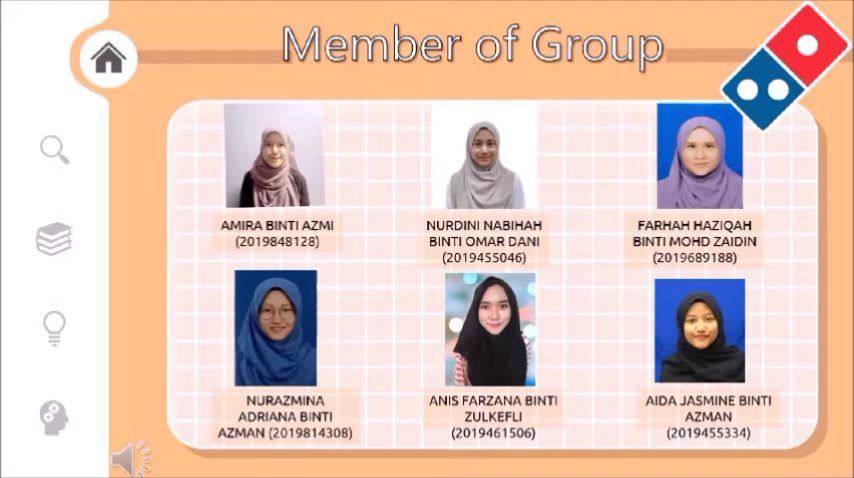 Member of Group
AMIRA BINTI AZMI
(2019848128)
NURDINI NABIHAH
BINTI OMAR DANI
(2019455046)
FARHAH HAZIQAH
BINTI MOHD ZAIDIN
(2019689188)
NURAZMINA
ADRIANA BINTI
AZMAN (2019814308)
ANIS FARZANA BINTI
ZULKEFLI
(2019461506)
AIDA JASMINE BINTI
AZMAN
(2019455334)